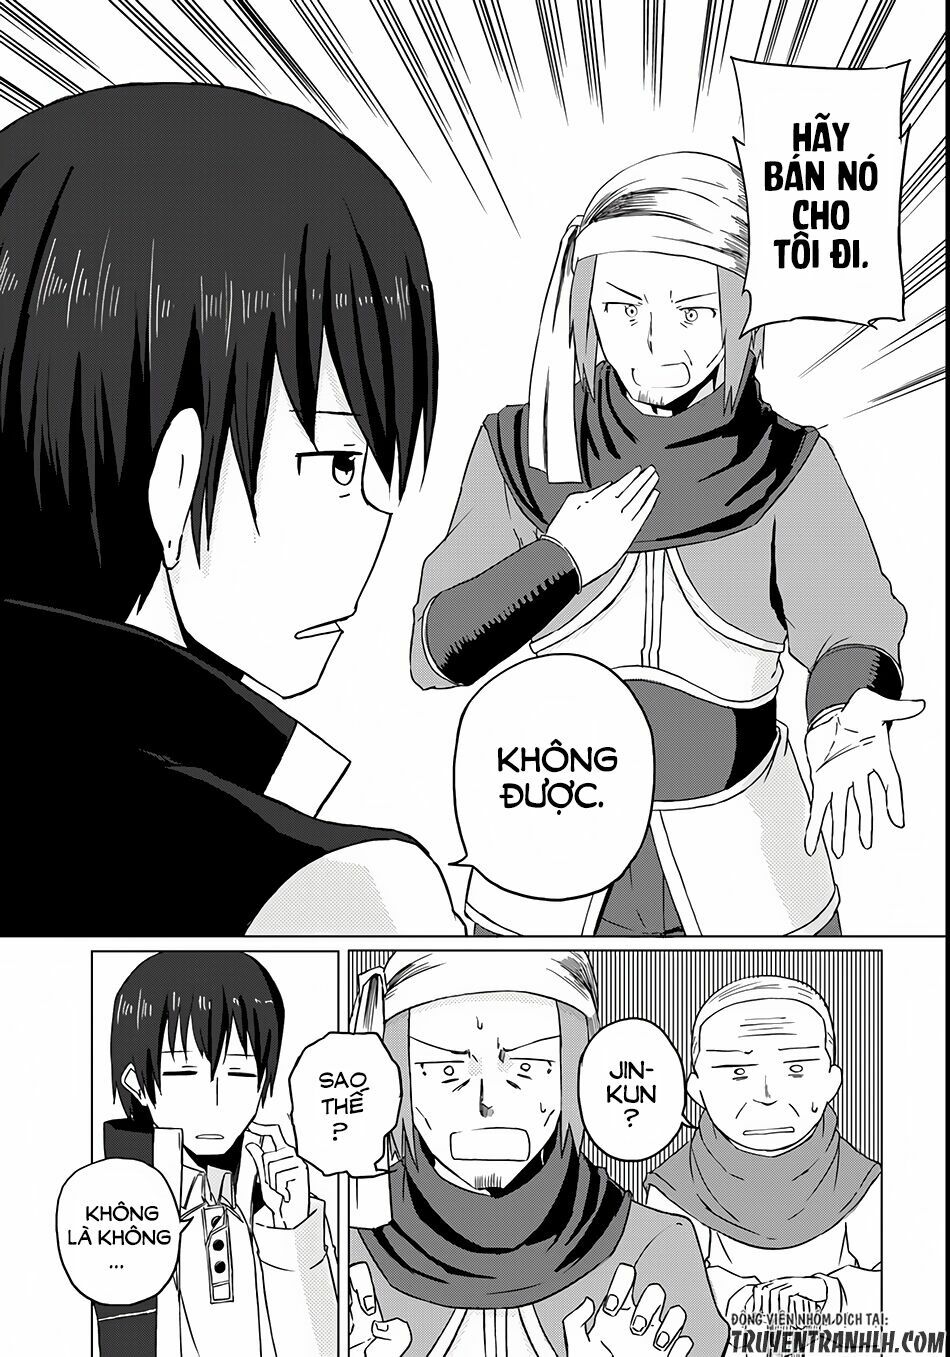 HÃY
BÁN NÓ
CHO
TÔI ĐI.
KHÔNG
ĐƯỢC.
JIN-
KUN
?
SAO
THẾ
?
KHÔNG
LÀ KHÔNG
...
ĐỘNG VIÊN NHÓM DỊCH TẠI:
TRUYENTRANHLH.COM